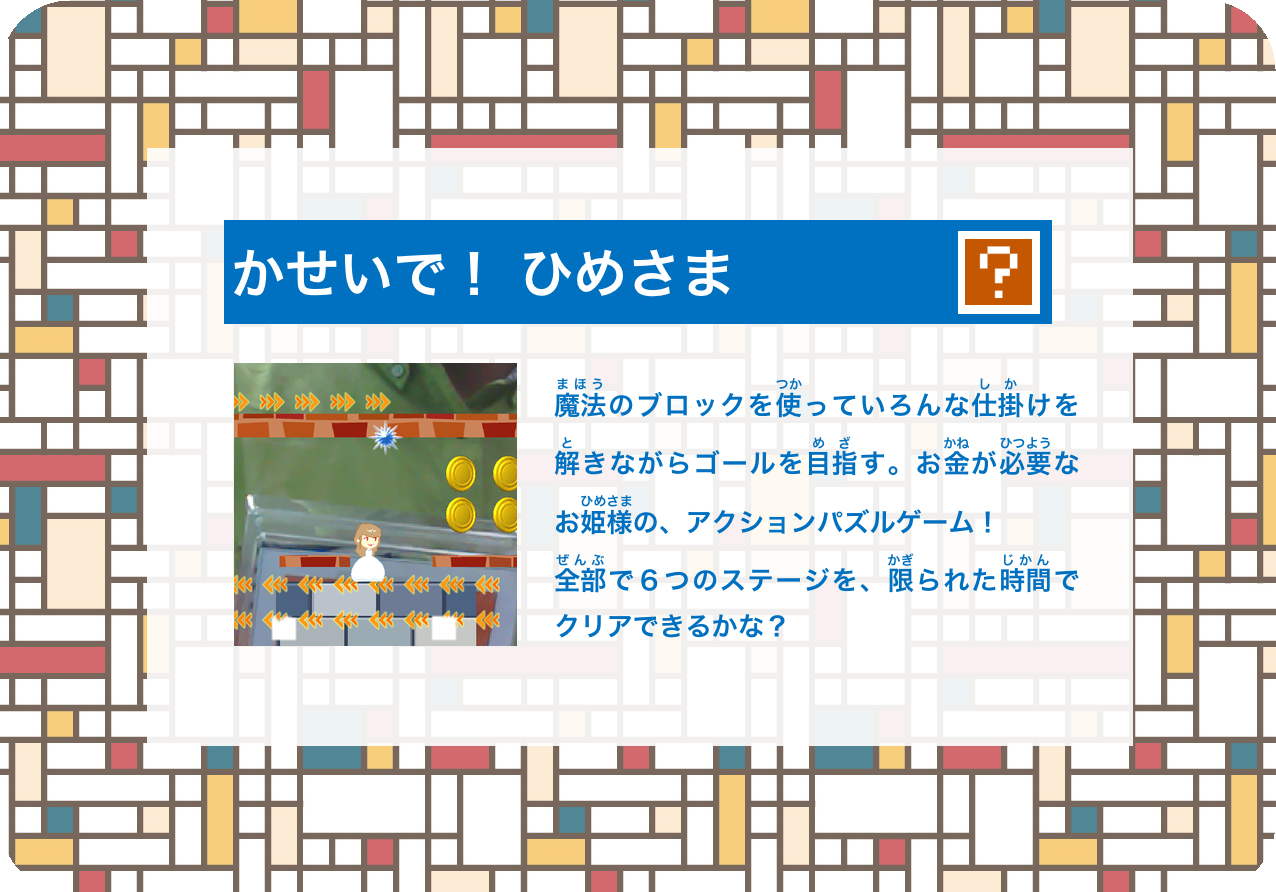 かせいで！ ひめさま
?
まほう つか し か
魔法のブロックを使っていろんな仕掛けを
と め ざ かね ひつよう
解きながらゴールを目指す。お金が必要な
ひめさま
お姫様の、アクションパズルゲーム！
ぜんぶ かぎ じかん
全部で６つのステージを、限られた時間で
クリアできるかな？